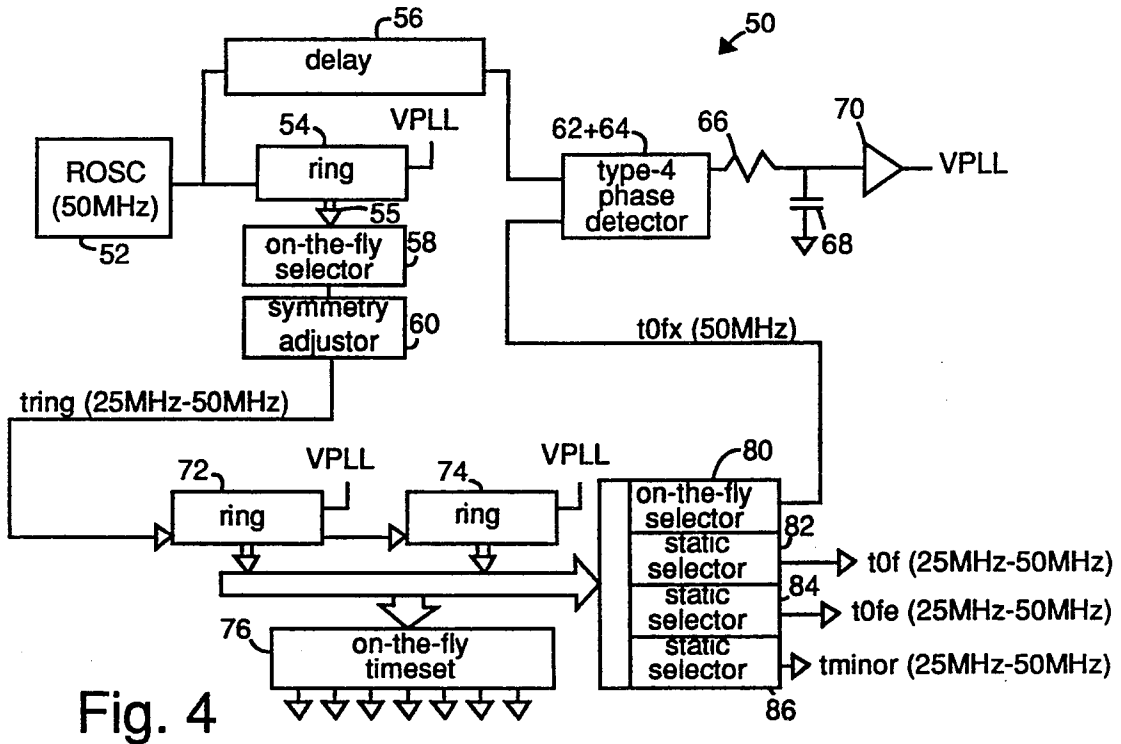 50
56
delay
54
VPLL
62+64
66
70
ROSC
(50MHz)
ring
type-4
phase
detector
VPLL
55
52
on-the-fly
selector
58
68
symmetry
adjustor
60
t0fx (50MHz)
tring (25MHz-50MHz)
72
VPLL
74
VPLL
80
ring
ring
on-the-fly
selector
82
static
selector
t0f (25MHz-50MHz)
84
static
selector
t0fe (25MHz-50MHz)
76
on-the-fly
timeset
static
selector
tminor (25MHz-50MHz)
86
Fig. 4